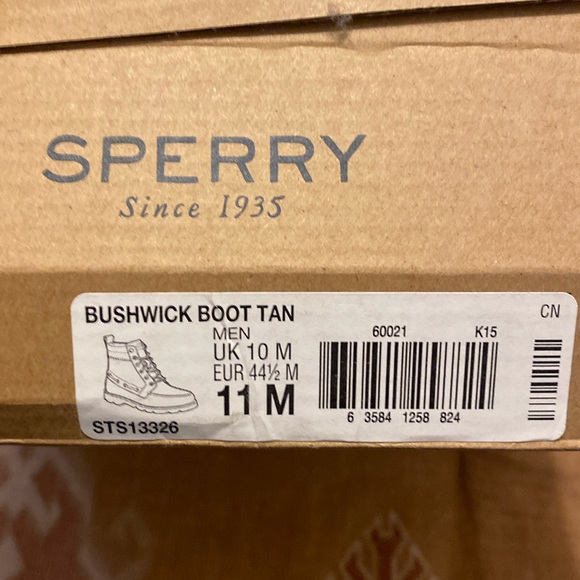 SPERRY
Since 1935
BUSHWICK BOOT TAN
CN
MEN
60021 K15
UK 10 M
EUR 44½ M
11 M
6 3584 1258 824
STS13326